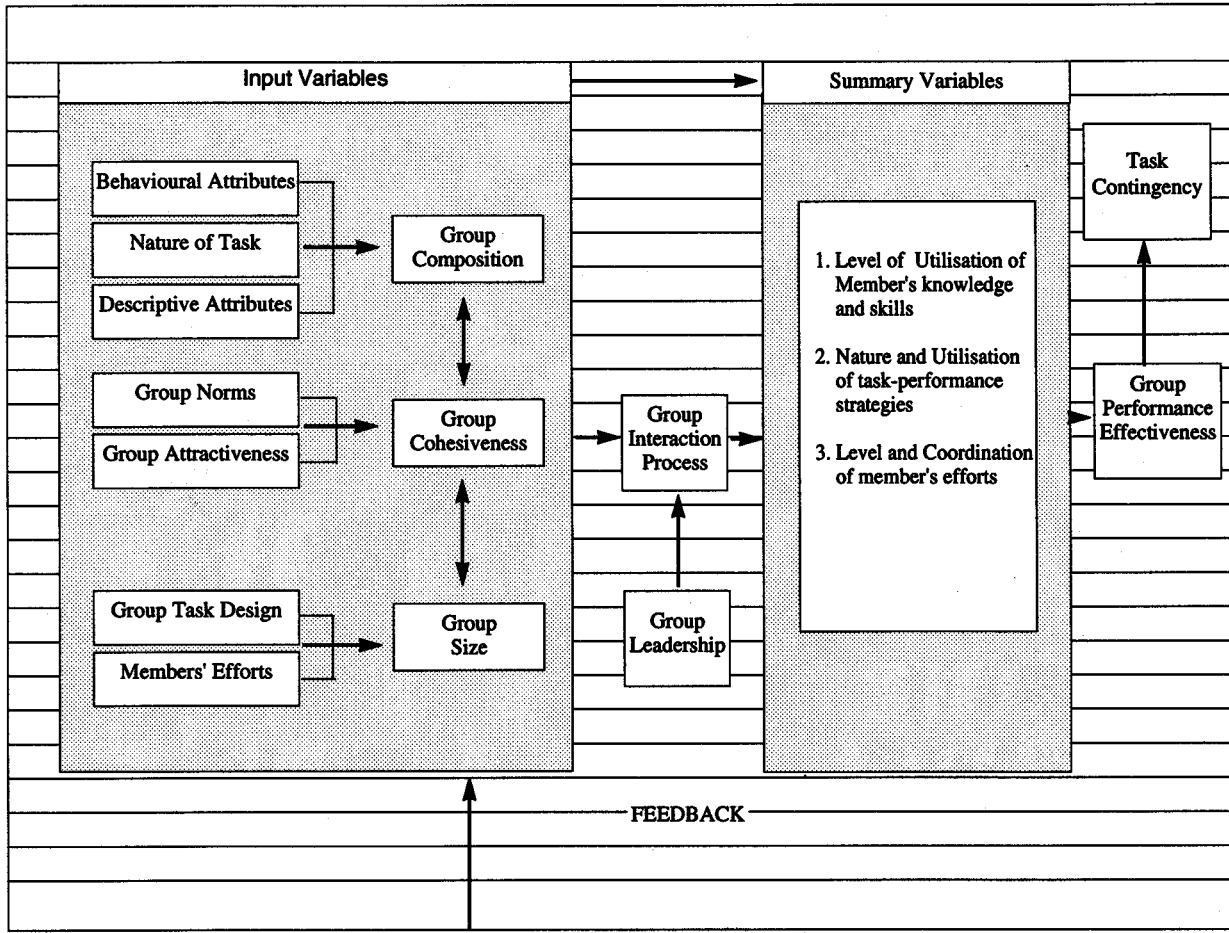 Input Variables
Summary Variables
Behavioural Attributes
Nature of Task
Descriptive Attributes
Group
Composition
Group Norms
Group Attractiveness
Group
Cohesiveness
Group Task Design
Members' Efforts
Group
Size
Group
Interaction
Process
Group
Leadership
1. Level of Utilisation of
Member's knowledge
and skills
2. Nature and Utilisation
of task-performance
strategies
3. Level and Coordination
of member's efforts
Task
Contingency
Group
Performance
Effectiveness
FEEDBACK